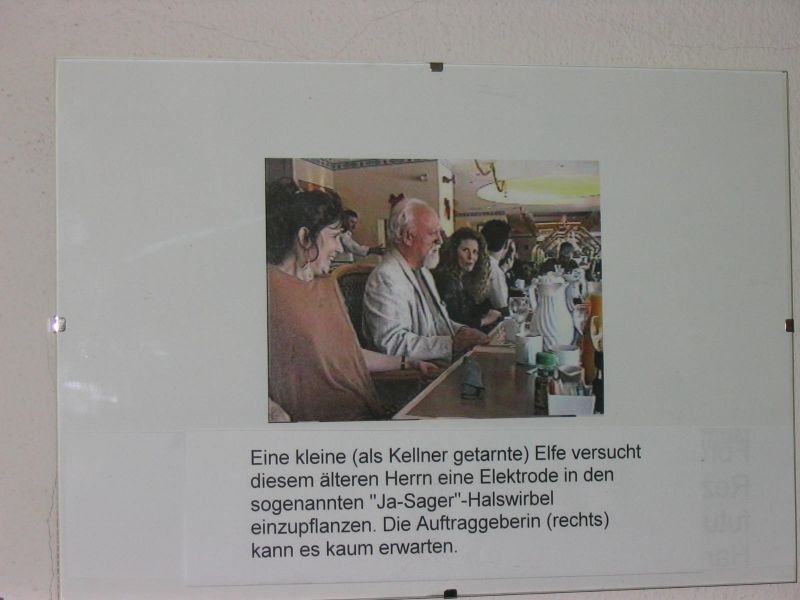 Eine kleine (als Kellner getarnte) Elfe versucht
diesem älteren Herrn eine Elektrode in den
sogenannten "Ja-Sager"-Halswirbel
einzupflanzen. Die Auftraggeberin (rechts)
kann es kaum erwarten.